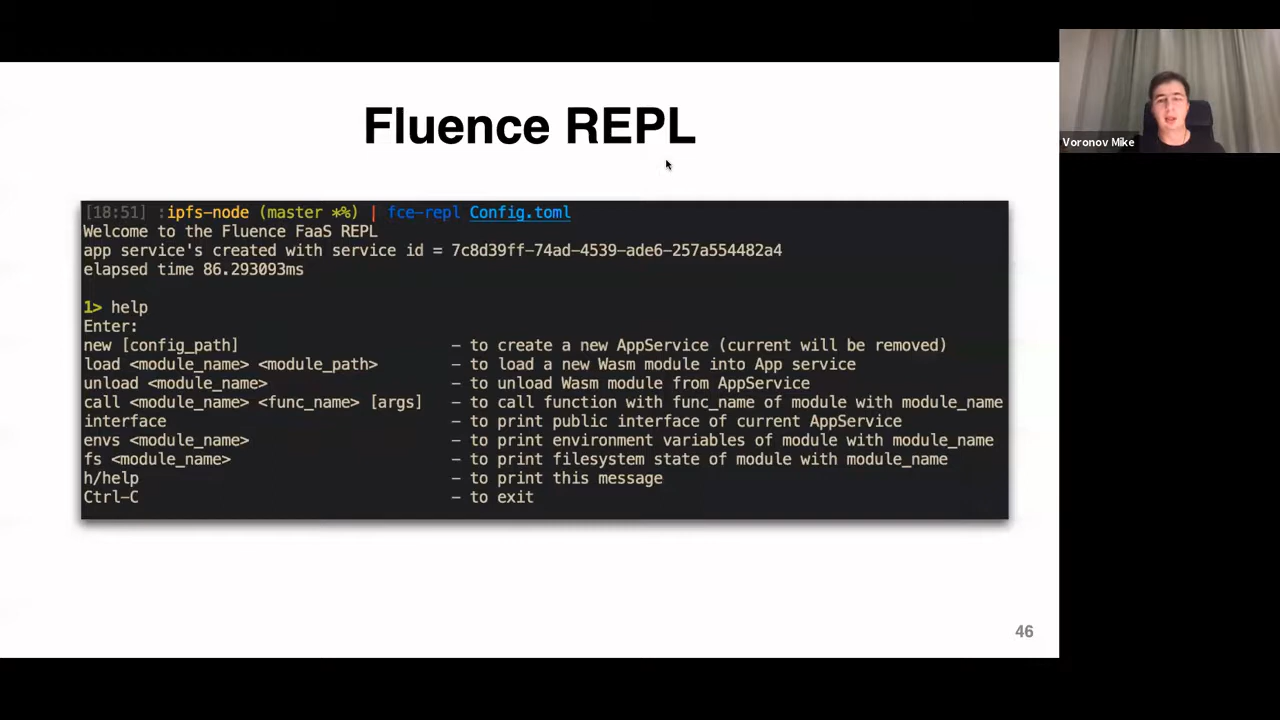 Fluence REPL
Voronov Mike
[18:51] :ipfs-node (master *%) | fce-repl Config.toml
Welcome to the Fluence FaaS REPL
app service's created with service id = 7c8d39ff-74ad-4539-ade6-257a554482a4
elapsed time 86.293093ms
1> help
Enter:
new [config_path] – to create a new AppService (current will be removed)
load <module_name> <module_path> – to load a new Wasm module into App service
unload <module_name> – to unload Wasm module from AppService
call <module_name> <func_name> [args] – to call function with func_name of module with module_name
interface – to print public interface of current AppService
envs <module_name> – to print environment variables of module with module_name
fs <module_name> – to print filesystem state of module with module_name
h/help – to print this message
Ctrl-C – to exit
46